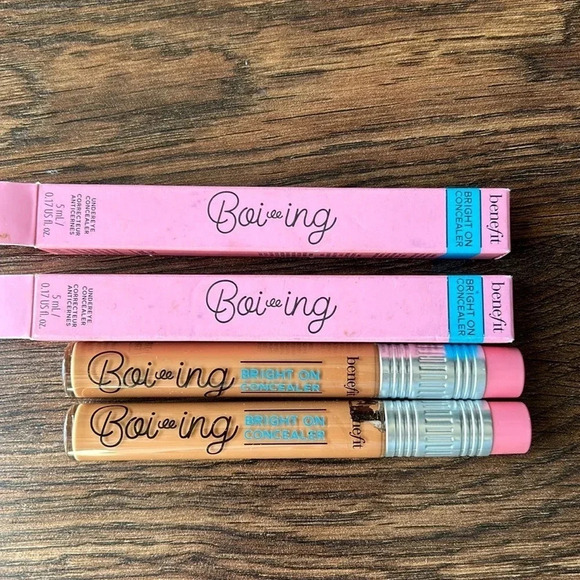 UNDEREYE
CONCEALER
CORRECTEUR
ANTICERNES
5 mL/
0.17 US fl. oz.
Boi-ing
BRIGHT ON
CONCEALER
benefit
UNDEREYE
CONCEALER
CORRECTEUR
ANTICERNES
5 mL/
0.17 US fl. oz.
Boi-ing
BRIGHT ON
CONCEALER
benefit
Boi-ing
BRIGHT ON
CONCEALER
benefit
Boi-ing
BRIGHT ON
CONCEALER